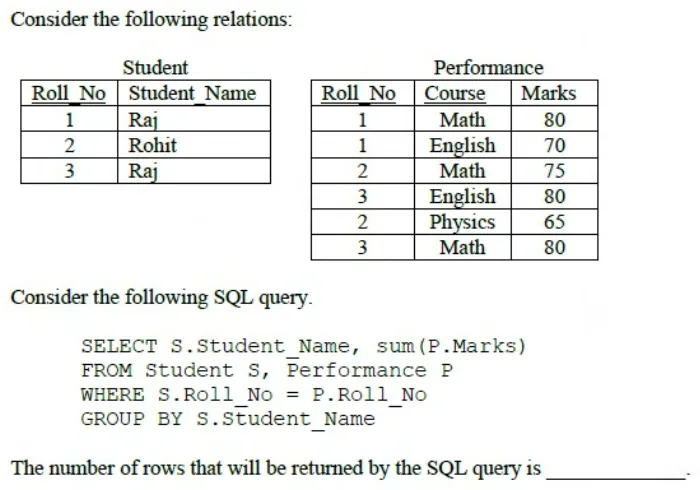 Consider the following relations:
Student
Roll_No Student_Name
1 Raj
2 Rohit
3 Raj
Performance
Roll_No Course Marks
1 Math 80
1 English 70
2 Math 75
3 English 80
2 Physics 65
3 Math 80
Consider the following SQL query.
SELECT S.Student_Name, sum(P.Marks)
FROM Student S, Performance P
WHERE S.Roll_No = P.Roll_No
GROUP BY S.Student_Name
The number of rows that will be returned by the SQL query is ______________.